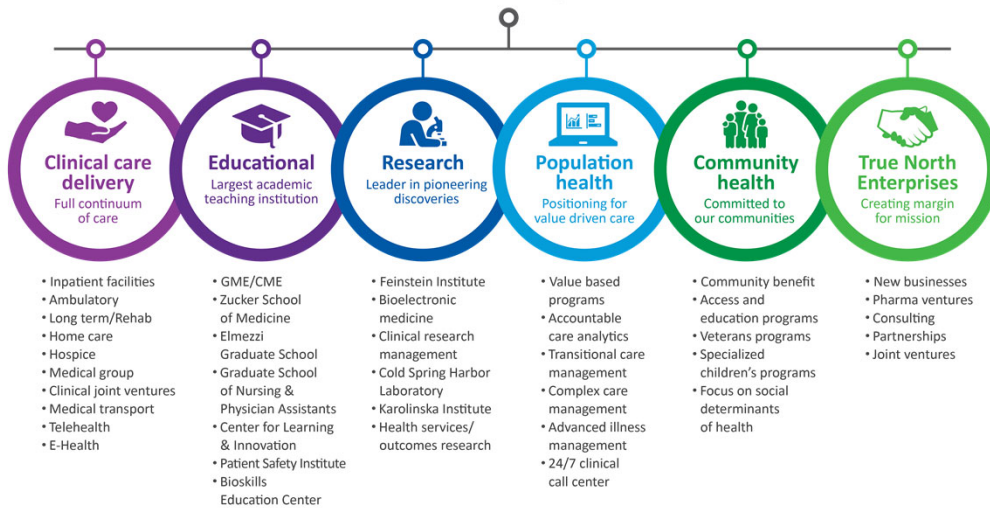 Clinical care
delivery
Full continuum
of care
• Inpatient facilities
• Ambulatory
• Long term/Rehab
• Home care
• Hospice
• Medical group
• Clinical joint ventures
• Medical transport
• Telehealth
• E-Health
Educational
Largest academic
teaching institution
• GME/CME
• Zucker School
of Medicine
• Elmezzi
Graduate School
• Graduate School
of Nursing &
Physician Assistants
• Center for Learning
& Innovation
• Patient Safety Institute
• Bioskills
Education Center
Research
Leader in pioneering
discoveries
• Feinstein Institute
• Bioelectronic
medicine
• Clinical research
management
• Cold Spring Harbor
Laboratory
• Karolinska Institute
• Health services/
outcomes research
Population
health
Positioning for
value driven care
• Value based
programs
• Accountable
care analytics
• Transitional care
management
• Complex care
management
• Advanced illness
management
• 24/7 clinical
call center
Community
health
Committed to
our communities
• Community benefit
• Access and
education programs
• Veterans programs
• Specialized
children's programs
• Focus on social
determinants
of health
True North
Enterprises
Creating margin
for mission
• New businesses
• Pharma ventures
• Consulting
• Partnerships
• Joint ventures